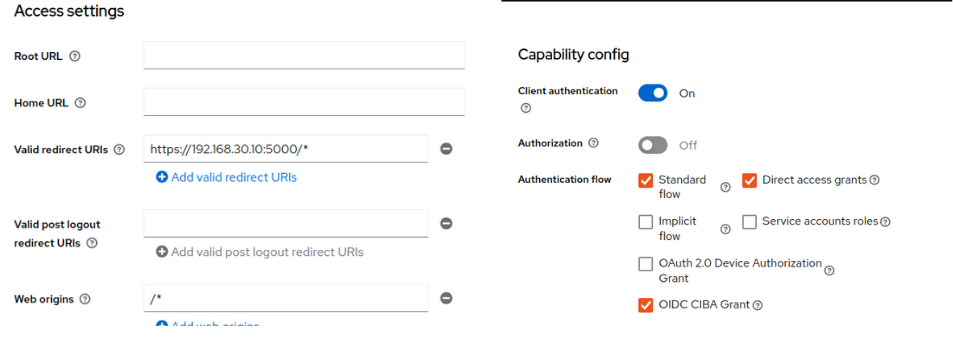 Access settings
Root URL
Home URL
Valid redirect URIs
https://192.168.30.10:5000/*
Add valid redirect URIs
Valid post logout
redirect URIs
Add valid post logout redirect URIs
Web origins
/*
Add web origins
Capability config
Client authentication
On
Authorization
Off
Authentication flow
Standard
flow
Direct access grants
Implicit
flow
Service accounts roles
OAuth 2.0 Device Authorization
Grant
OIDC CIBA Grant